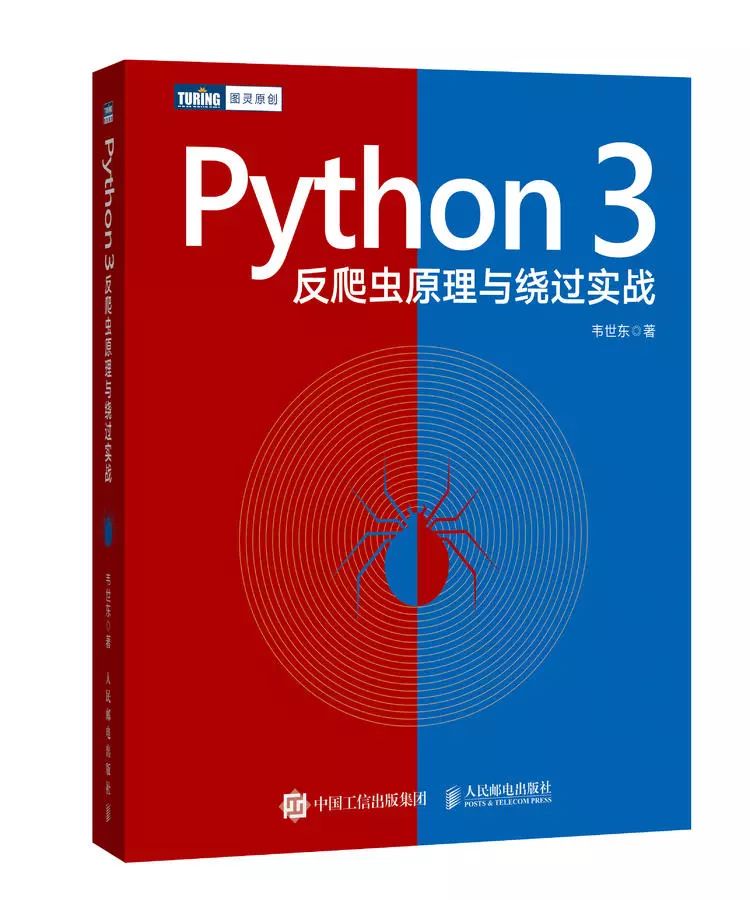 TURING 图灵原创
Python 3
反爬虫原理与绕过实战
韦世东◎著
中国工信出版集团
人民邮电出版社
POSTS & TELECOM PRESS
TURING
Python 3 反爬虫原理与绕过实战
韦世东◎著
人民邮电出版社